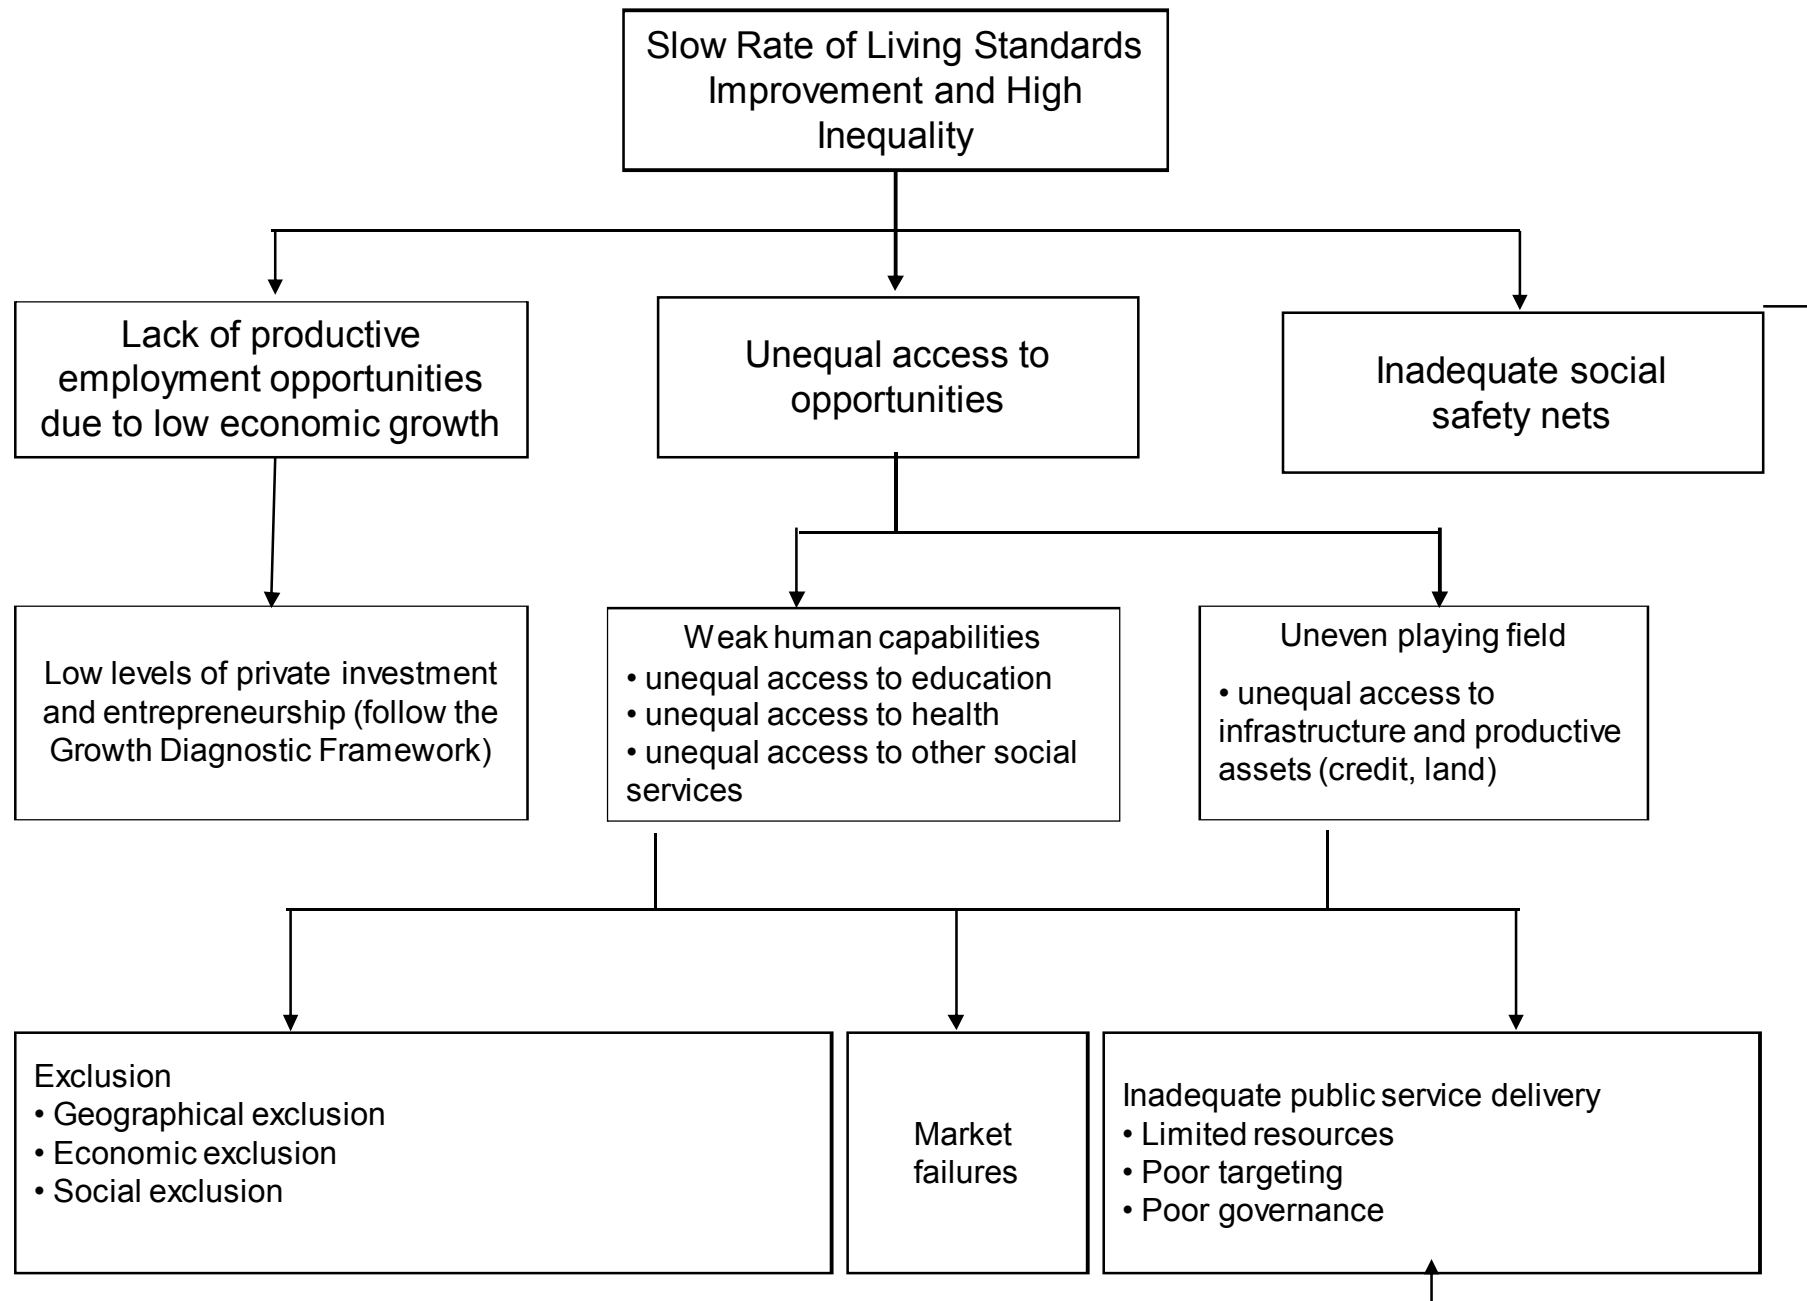 Slow Rate of Living Standards
Improvement and High
Inequality
Lack of productive
employment opportunities
due to low economic growth
Unequal access to
opportunities
Inadequate social
safety nets
Low levels of private investment
and entrepreneurship (follow the
Growth Diagnostic Framework)
Weak human capabilities
• unequal access to education
• unequal access to health
• unequal access to other social
services
Uneven playing field
• unequal access to
infrastructure and productive
assets (credit, land)
Exclusion
• Geographical exclusion
• Economic exclusion
• Social exclusion
Market
failures
Inadequate public service delivery
• Limited resources
• Poor targeting
• Poor governance